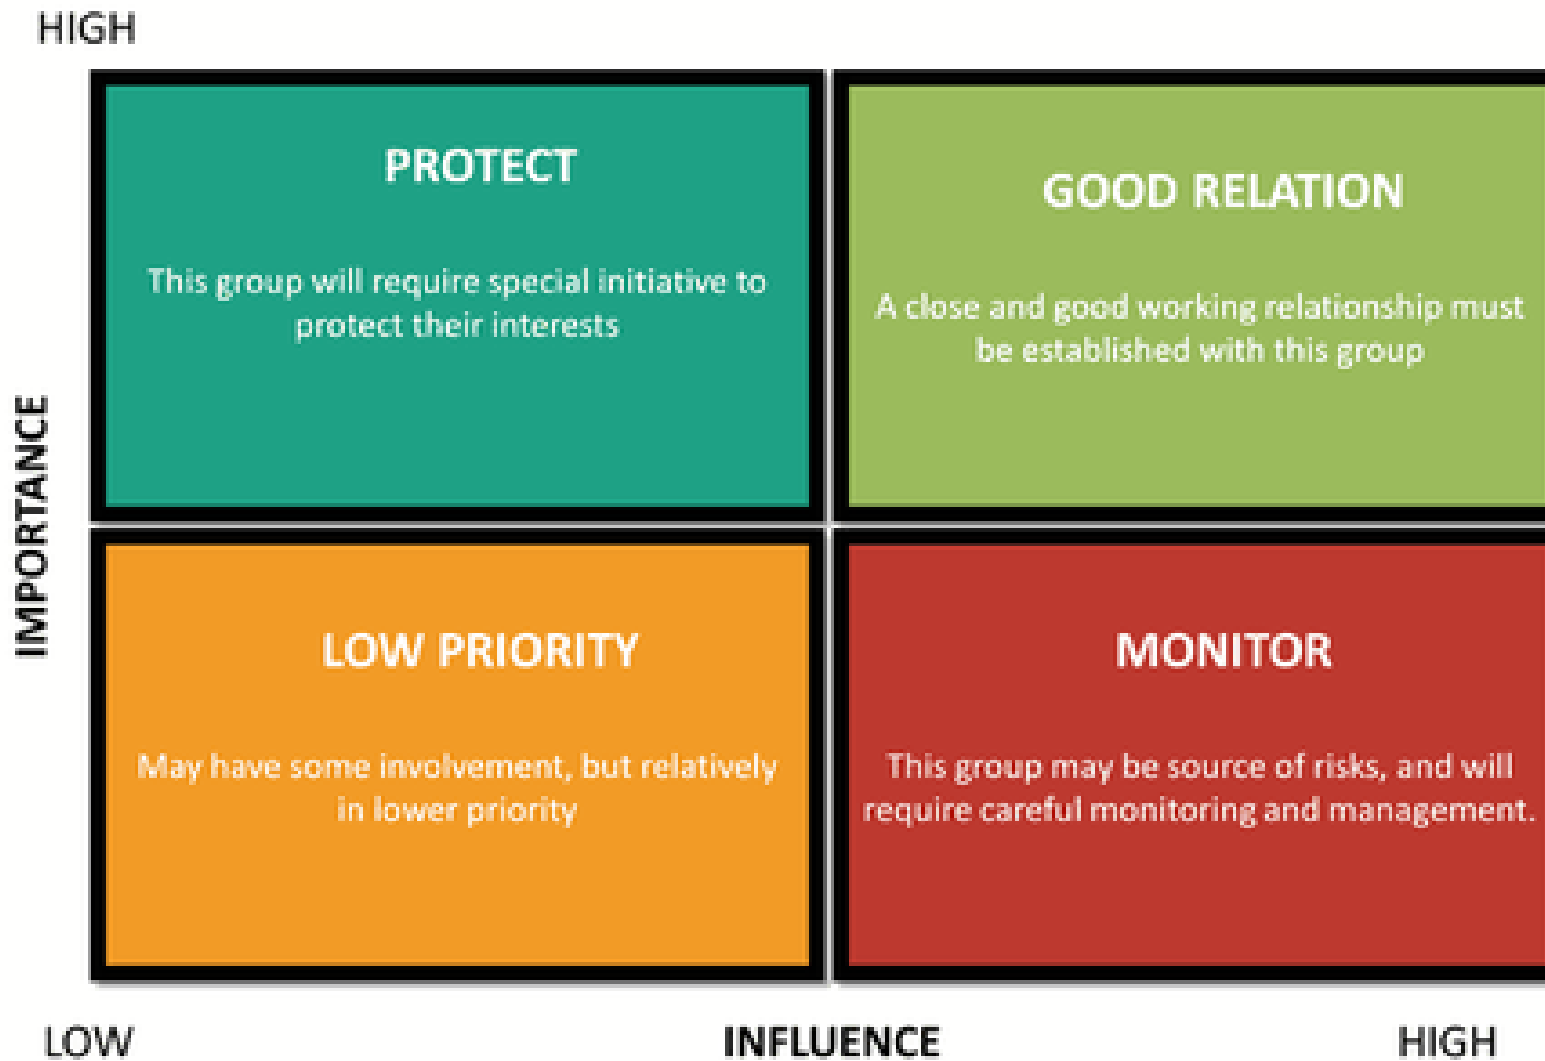 HIGH
PROTECT
This group will require special initiative to
protect their interests
GOOD RELATION
A close and good working relationship must
be established with this group
IMPORTANCE
LOW PRIORITY
May have some involvement, but relatively
in lower priority
MONITOR
This group may be source of risks, and will
require careful monitoring and management.
LOW
INFLUENCE
HIGH